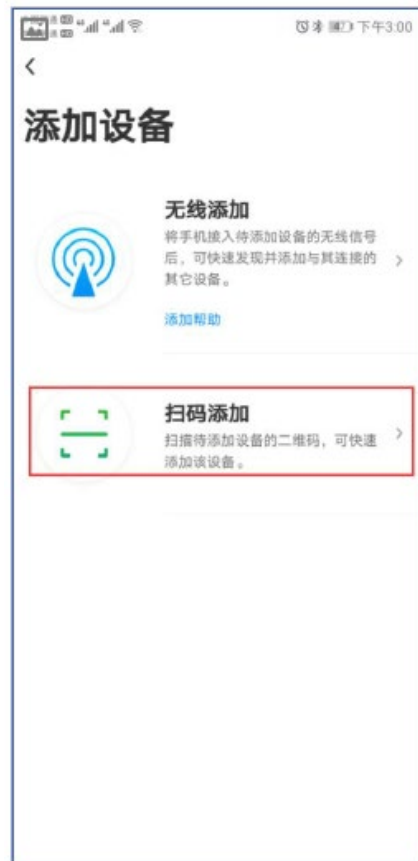 下午3:00
添加设备
无线添加
将手机接入待添加设备的无线信号
后，可快速发现并添加与其连接的
其它设备。
添加帮助
扫码添加
扫描待添加设备的二维码，可快速
添加该设备。